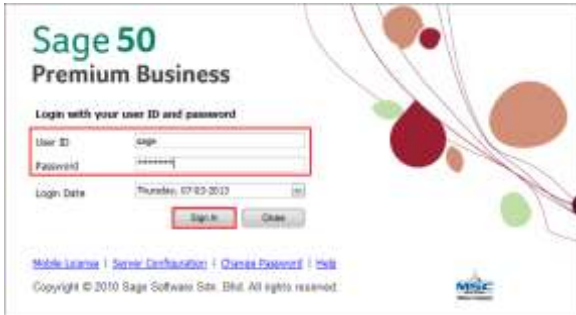 Sage 50
Premium Business
Login with your user ID and password
User ID sage
Password ********
Login Date Thursday, 07-03-2013
Sign In Close
Mobile License | Server Configuration | Change Password | Help
Copyright © 2010 Sage Software Sdn. Bhd. All rights reserved.
MSC